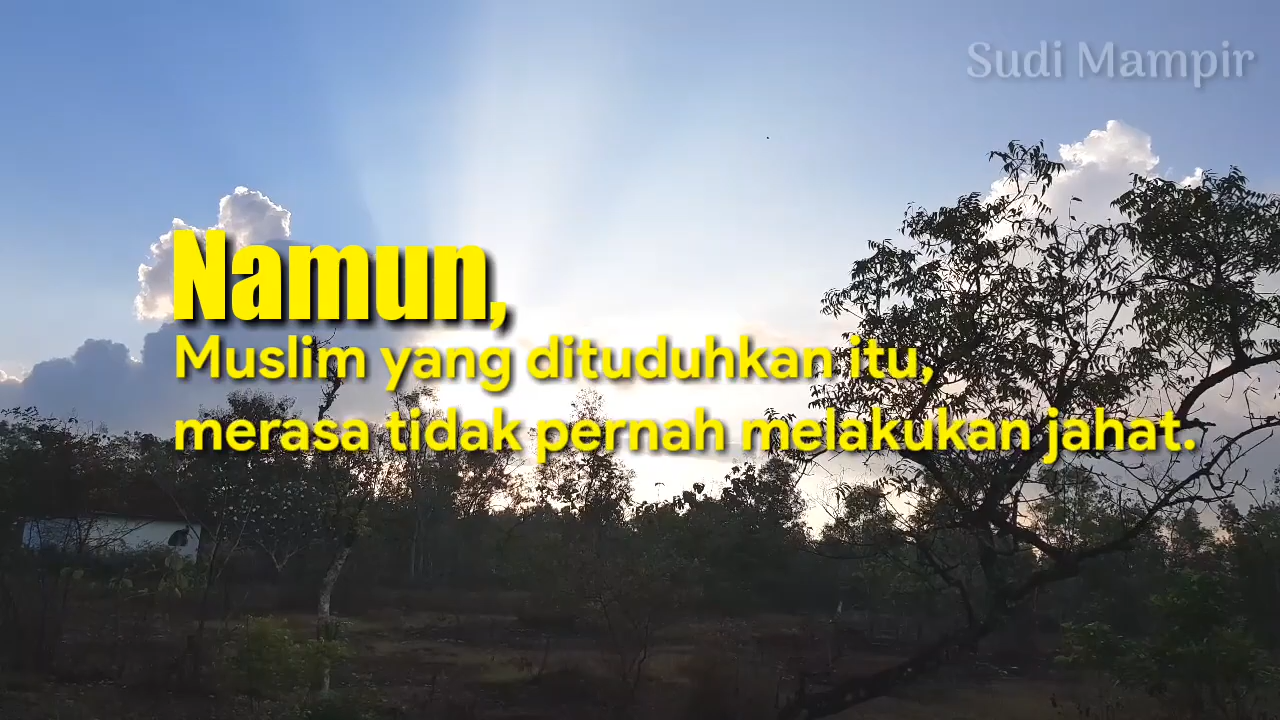 Sudi Mampir
Namun,
Muslim yang dituduhkan itu,
merasa tidak pernah melakukan jahat.